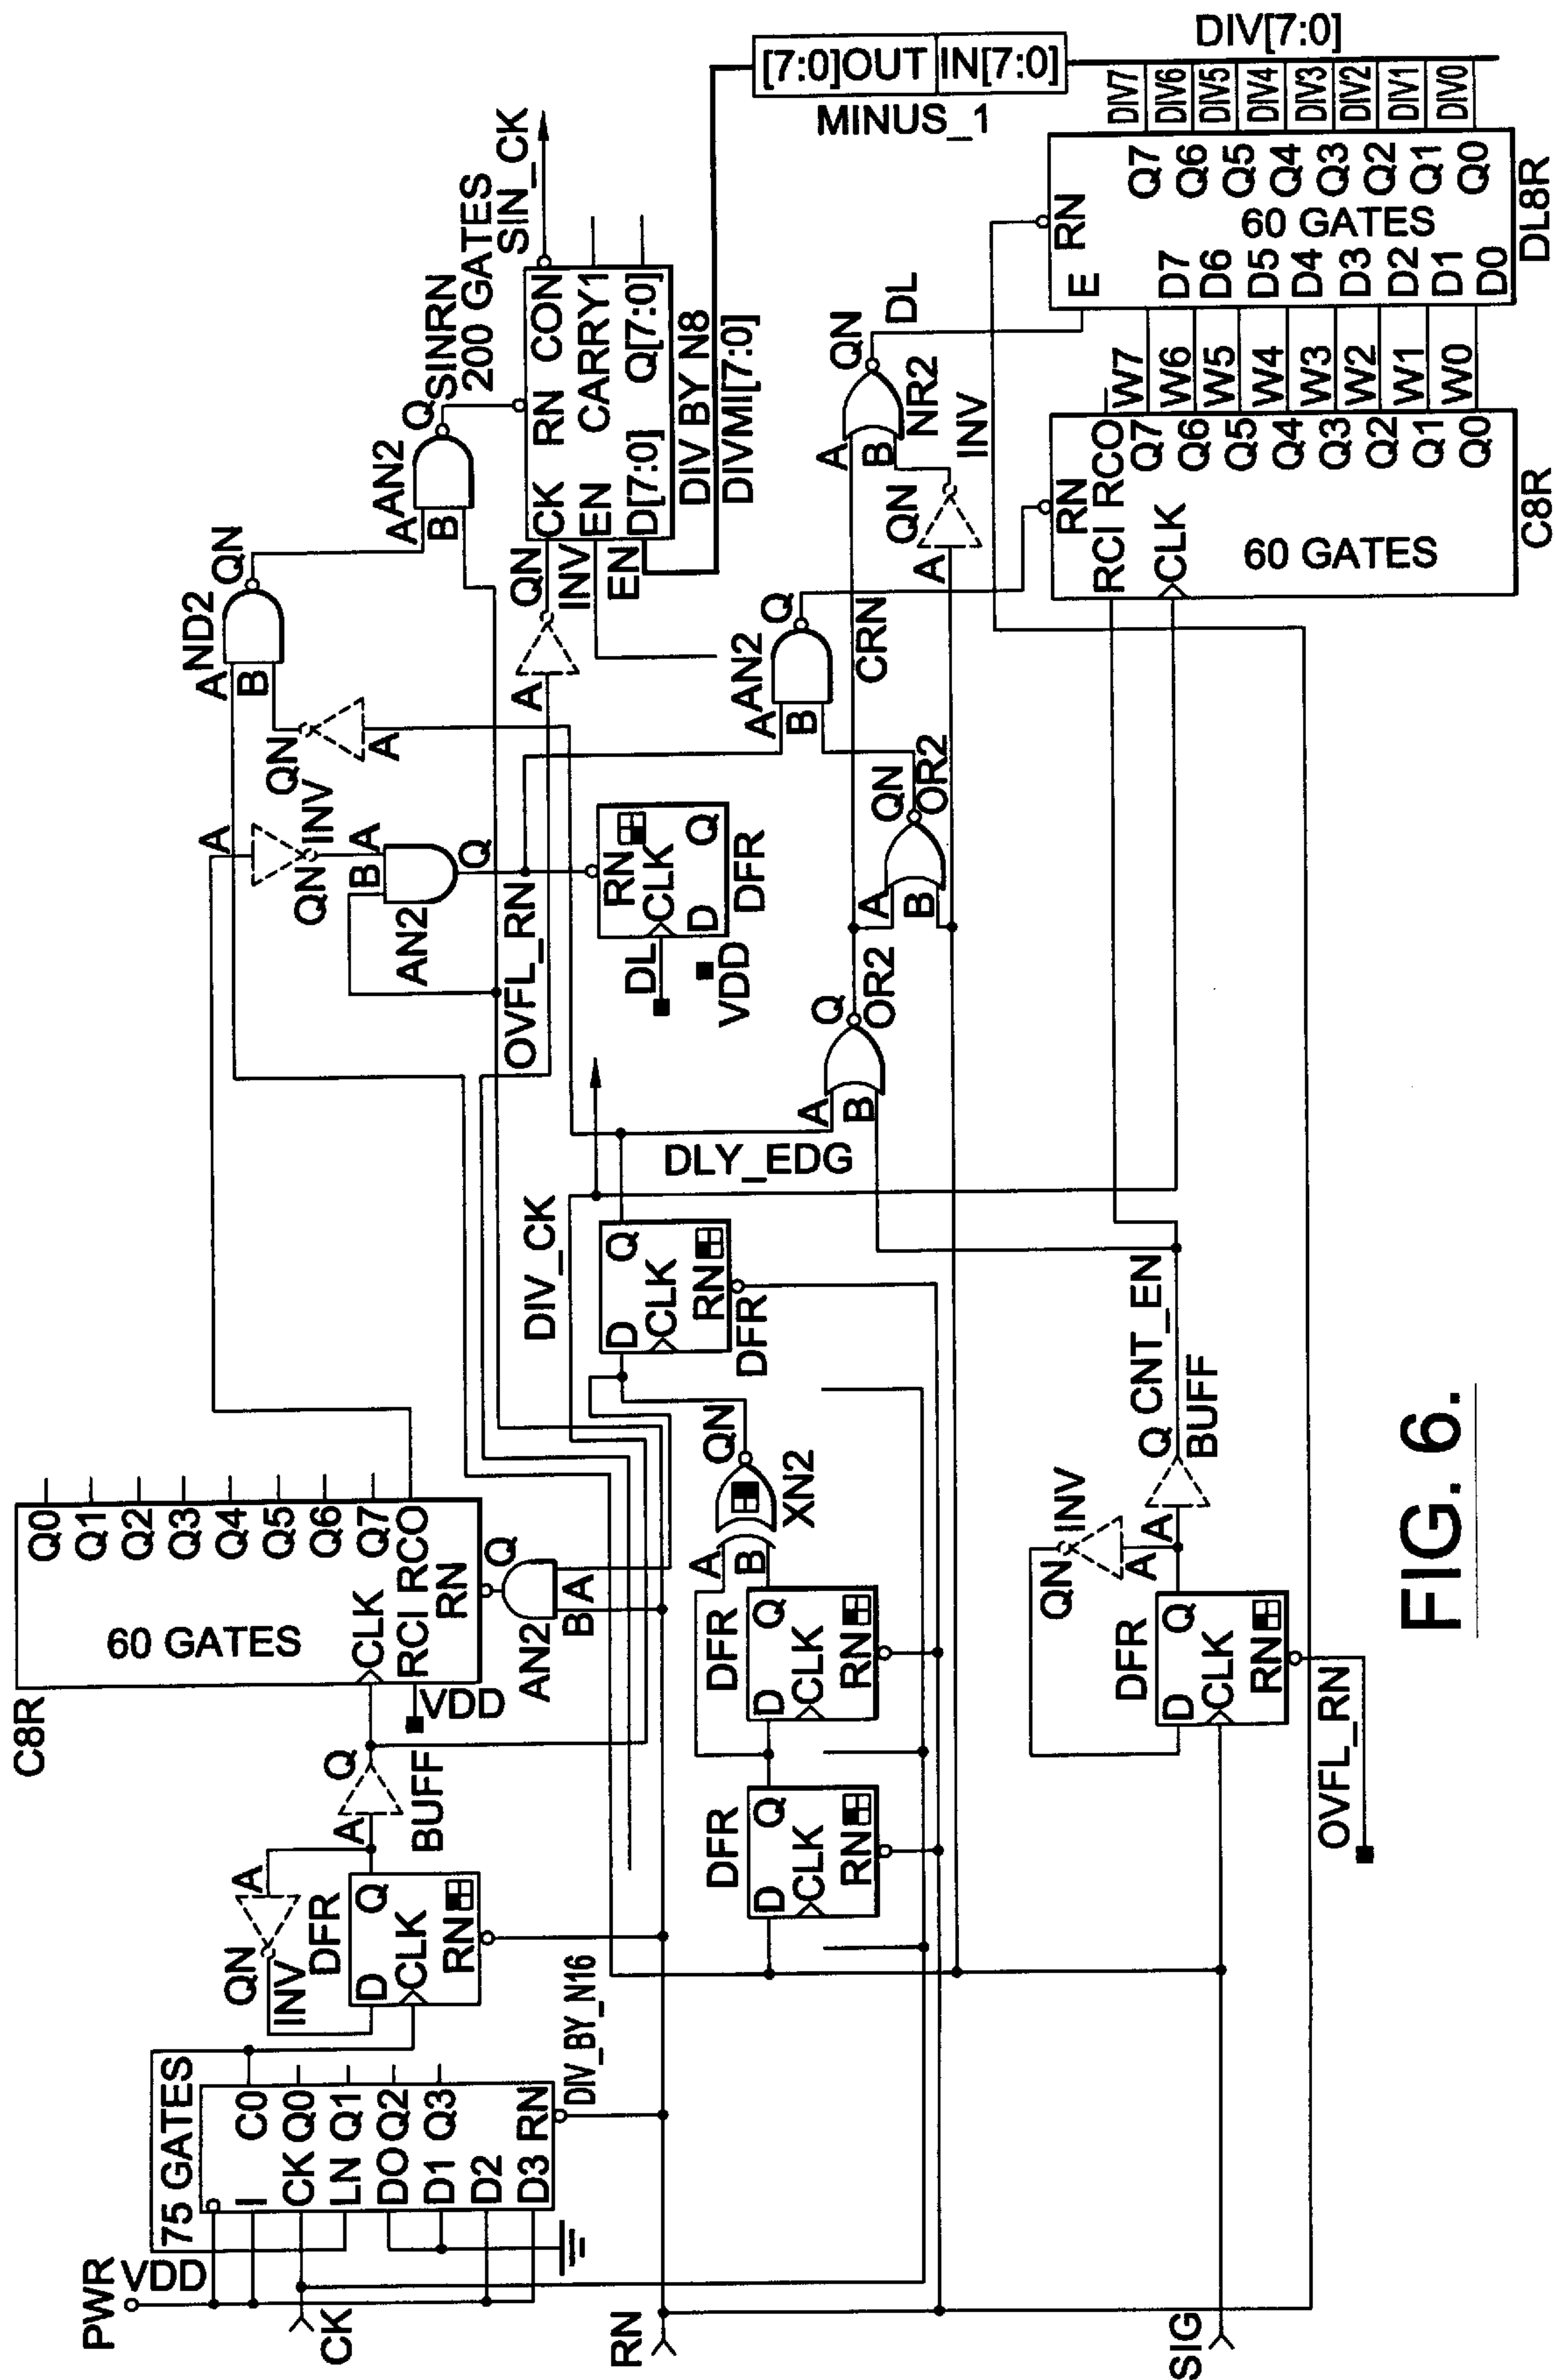 PWR
VDD
CK
75 GATES
I
CK
LN
DO
D1
D2
D3
C0
Q0
Q1
Q2
Q3
RN
DIV_BY_N16
QN
INV
A
DFR
D
Q
CLK
RN
A
Q
BUFF
C8R
60 GATES
CLK
RCI
VDD
Q0
Q1
Q2
Q3
Q4
Q5
Q6
Q7
RCO
RN
Q
AN2
B
A
RN
DFR
D
Q
CLK
RN
DFR
D
Q
CLK
RN
A
B
QN
XN2
DIV_CK
D
Q
CLK
RN
DFR
DLY_EDG
A
B
Q
OR2
A
B
QN
OR2
A
INV
QN
B
A
AN2
Q
OVFL_RN
A
QN
A
B
ND2
QN
DL
VDD
RN
CLK
D
Q
DFR
A
B
AN2
Q
SINRN
200 GATES
SIN_CK
A
QN
INV
EN
CK
RN
CON
EN
CARRY1
D[7:0]
Q[7:0]
DIV BY N8
DIVMI[7:0]
A
B
AN2
Q
CRN
A
QN
INV
A
B
QN
NR2
DL
[7:0]OUT
IN[7:0]
MINUS_1
DIV[7:0]
SIG
DFR
D
Q
CLK
RN
OVFL_RN
QN
INV
A
A
Q
CNT_EN
BUFF
RN
RCI
RCO
CLK
60 GATES
C8R
Q7
Q6
Q5
Q4
Q3
Q2
Q1
Q0
W7
W6
W5
W4
W3
W2
W1
W0
E
RN
D7
D6
D5
D4
D3
D2
D1
D0
60 GATES
DL8R
Q7
Q6
Q5
Q4
Q3
Q2
Q1
Q0
DIV7
DIV6
DIV5
DIV4
DIV3
DIV2
DIV1
DIV0
FIG. 6.